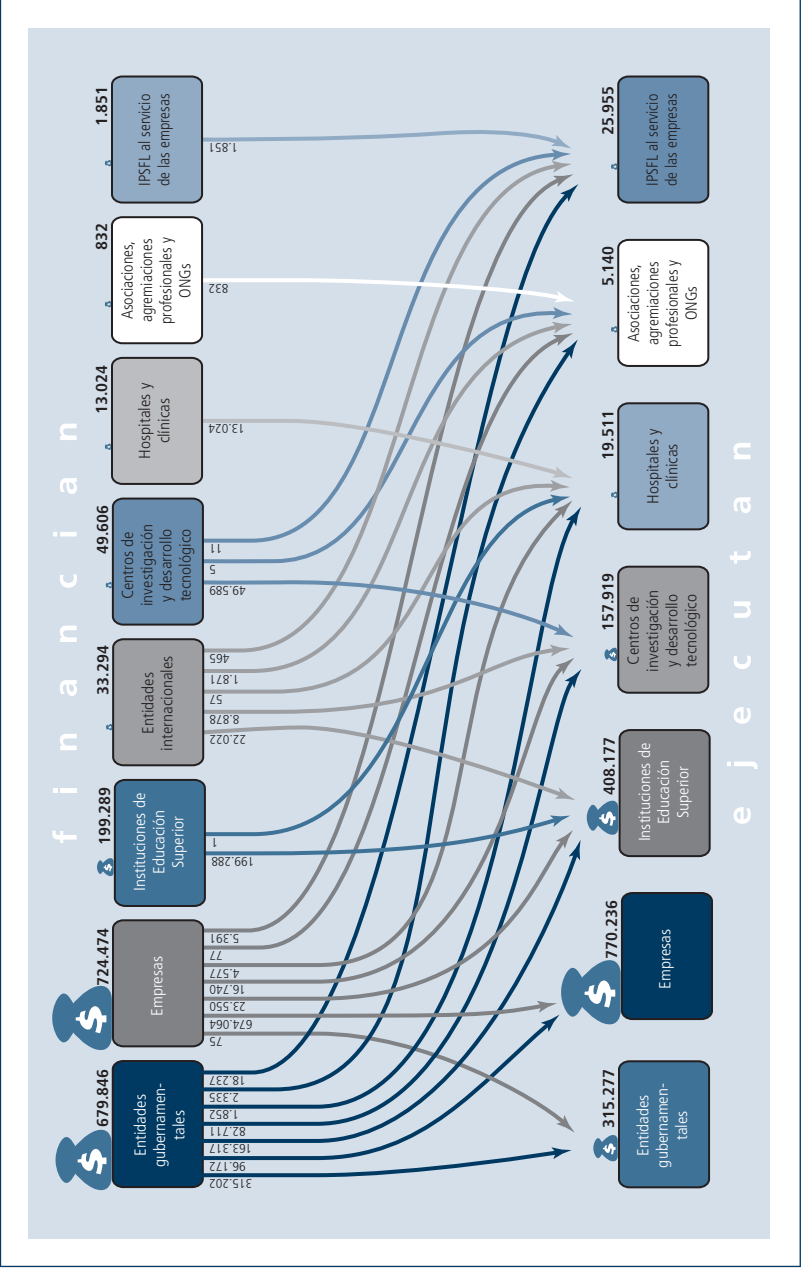 financian
679.846
Entidades
gubernamen-
tales
724.474
Empresas
199.289
Instituciones de
Educación
Superior
33.294
Entidades
internacionales
49.606
Centros de
investigación
y desarrollo
tecnológico
13.024
Hospitales y
clínicas
832
Asociaciones,
agremiaciones
profesionales y
ONGs
1.851
IPSFL al servicio
de las empresas
$
$
$
315.202
96.172
163.317
82.711
1.852
2.335
18.237
75
674.064
23.550
16.740
4.577
77
5.391
199.288
1
22.022
8.878
57
1.871
465
49.589
5
11
13.024
832
1.851
$
$
$
$
315.277
Entidades
gubernamen-
tales
770.236
Empresas
408.177
Instituciones de
Educación
Superior
157.919
Centros de
investigación
y desarrollo
tecnológico
19.511
Hospitales y
clínicas
5.140
Asociaciones,
agremiaciones
profesionales y
ONGs
25.955
IPSFL al servicio
de las empresas
ejecutan